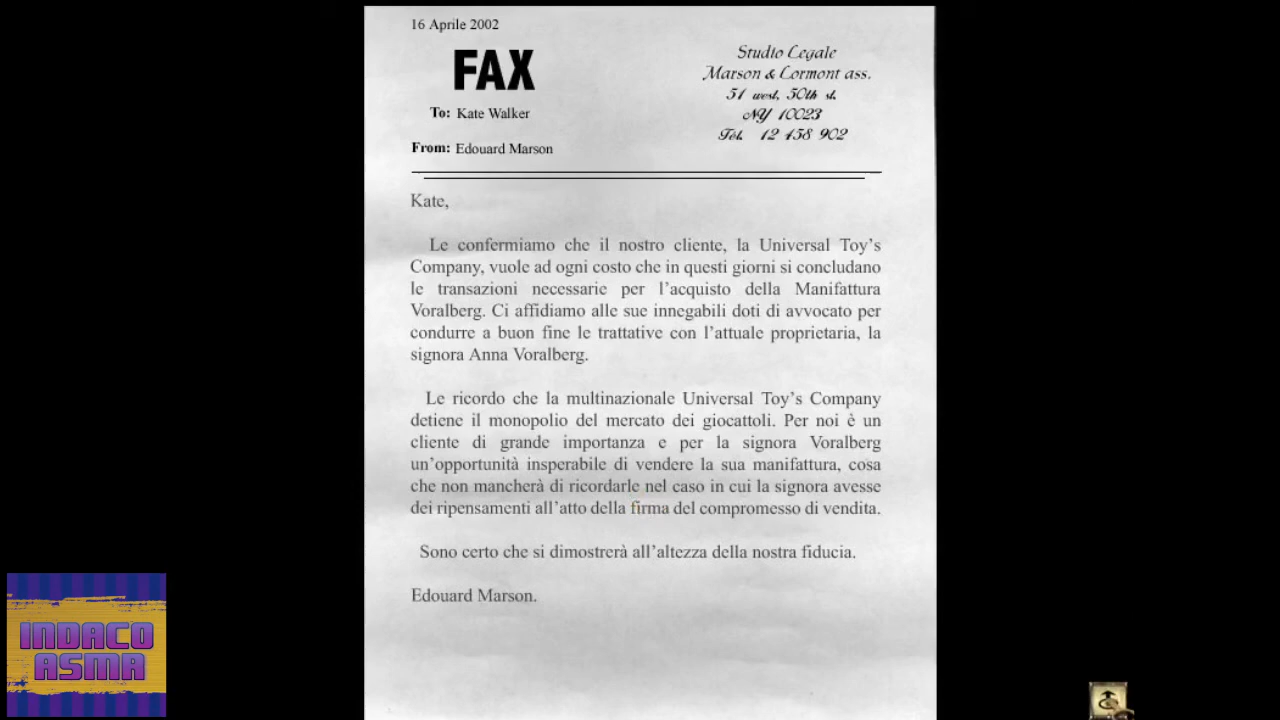 16 Aprile 2002
FAX
To: Kate Walker
From: Edouard Marson
Studio Legale
Marson & Lormont ass.
51 west, 50th st.
NY 10023
Tél. 12 458 902
Kate,
Le confermiamo che il nostro cliente, la Universal Toy’s
Company, vuole ad ogni costo che in questi giorni si concludano
le transazioni necessarie per l’acquisto della Manifattura
Voralberg. Ci affidiamo alle sue innegabili doti di avvocato per
condurre a buon fine le trattative con l’attuale proprietaria, la
signora Anna Voralberg.
Le ricordo che la multinazionale Universal Toy’s Company
detiene il monopolio del mercato dei giocattoli. Per noi è un
cliente di grande importanza e per la signora Voralberg
un’opportunità insperabile di vendere la sua manifattura, cosa
che non mancherà di ricordarle nel caso in cui la signora avesse
dei ripensamenti all’atto della firma del compromesso di vendita.
Sono certo che si dimostrerà all’altezza della nostra fiducia.
Edouard Marson.
INDACO
ASMA